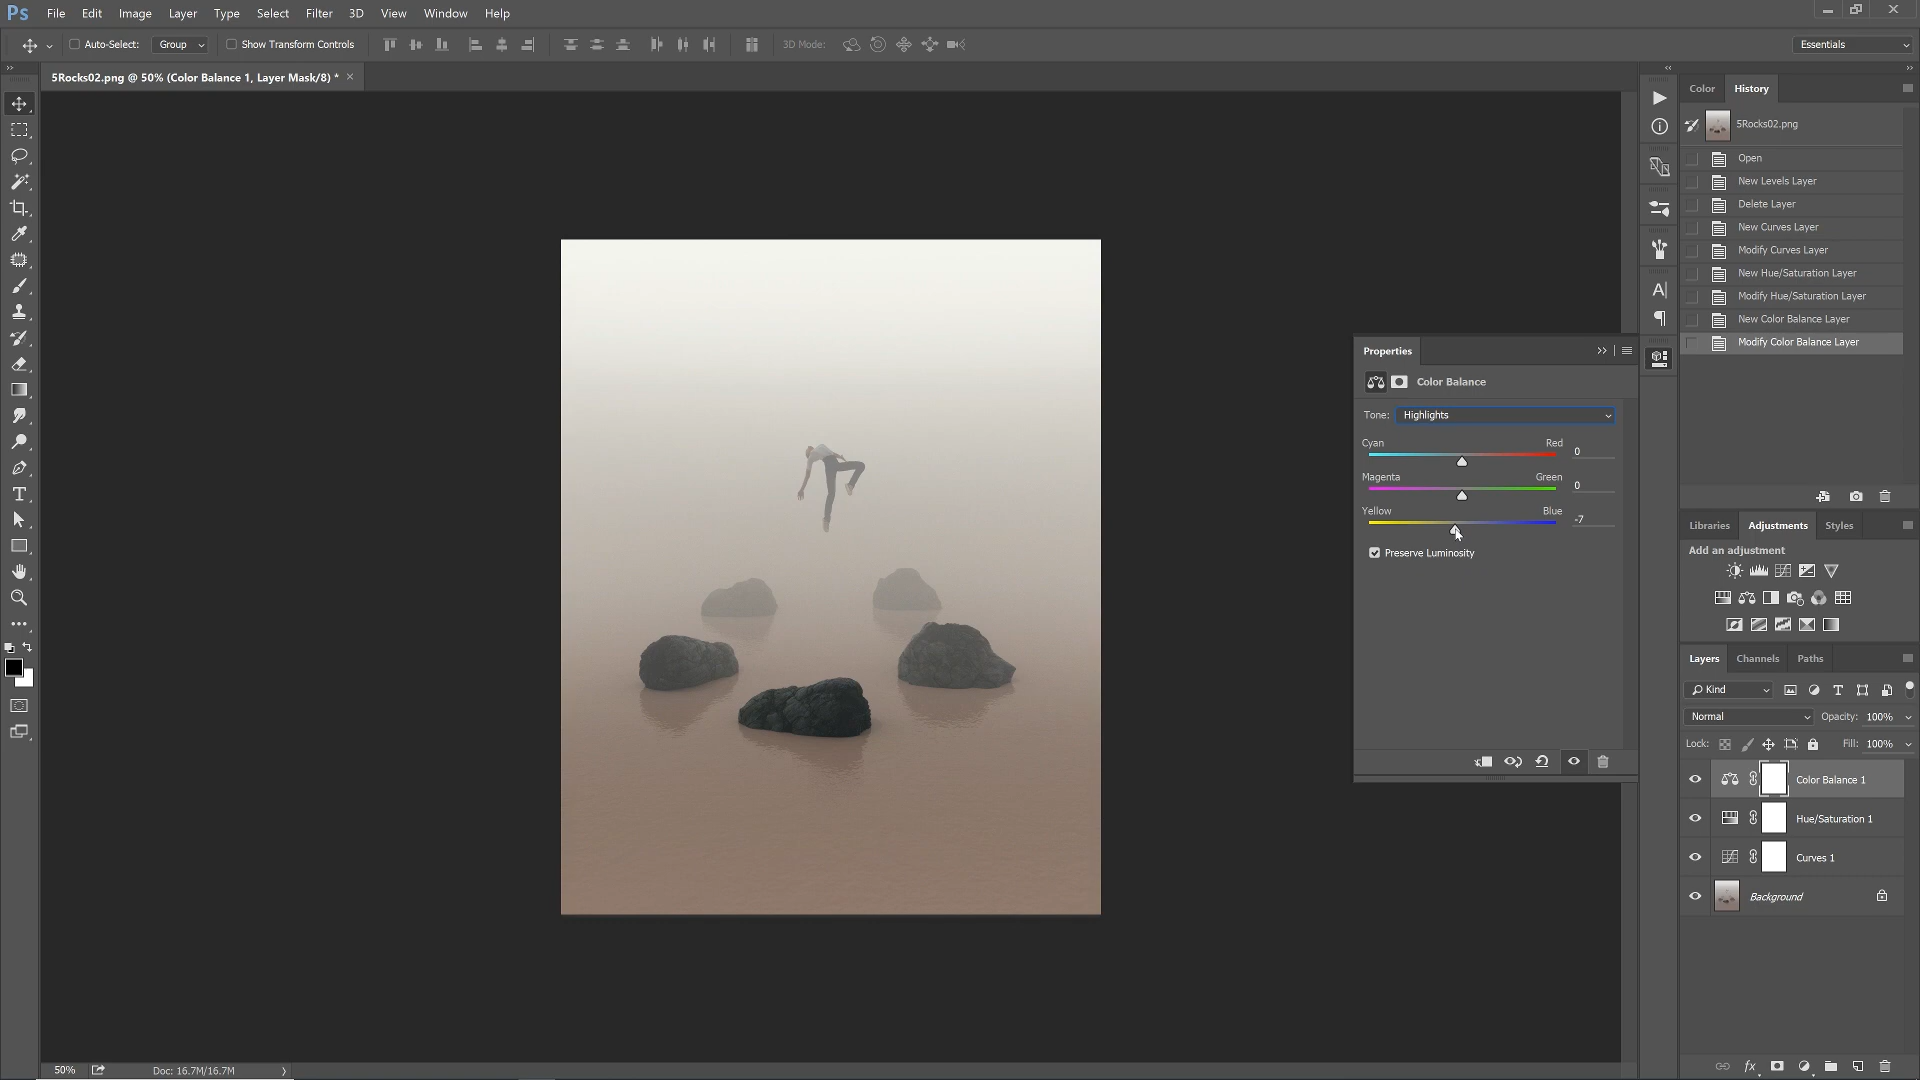 Ps File Edit Image Layer Type Select Filter 3D View Window Help
Auto-Select: Group Show Transform Controls 3D Mode: Essentials
5Rocks02.png @ 50% (Color Balance 1, Layer Mask/8) *
Color History
5Rocks02.png
Open
New Levels Layer
Delete Layer
New Curves Layer
Modify Curves Layer
New Hue/Saturation Layer
Modify Hue/Saturation Layer
New Color Balance Layer
Modify Color Balance Layer
Properties
Color Balance
Tone: Highlights
Cyan Red 0
Magenta Green 0
Yellow Blue -7
Preserve Luminosity
Libraries Adjustments Styles
Add an adjustment
Layers Channels Paths
Kind
Normal Opacity: 100%
Lock: Fill: 100%
Color Balance 1
Hue/Saturation 1
Curves 1
Background
50% Doc: 16.7M/16.7M